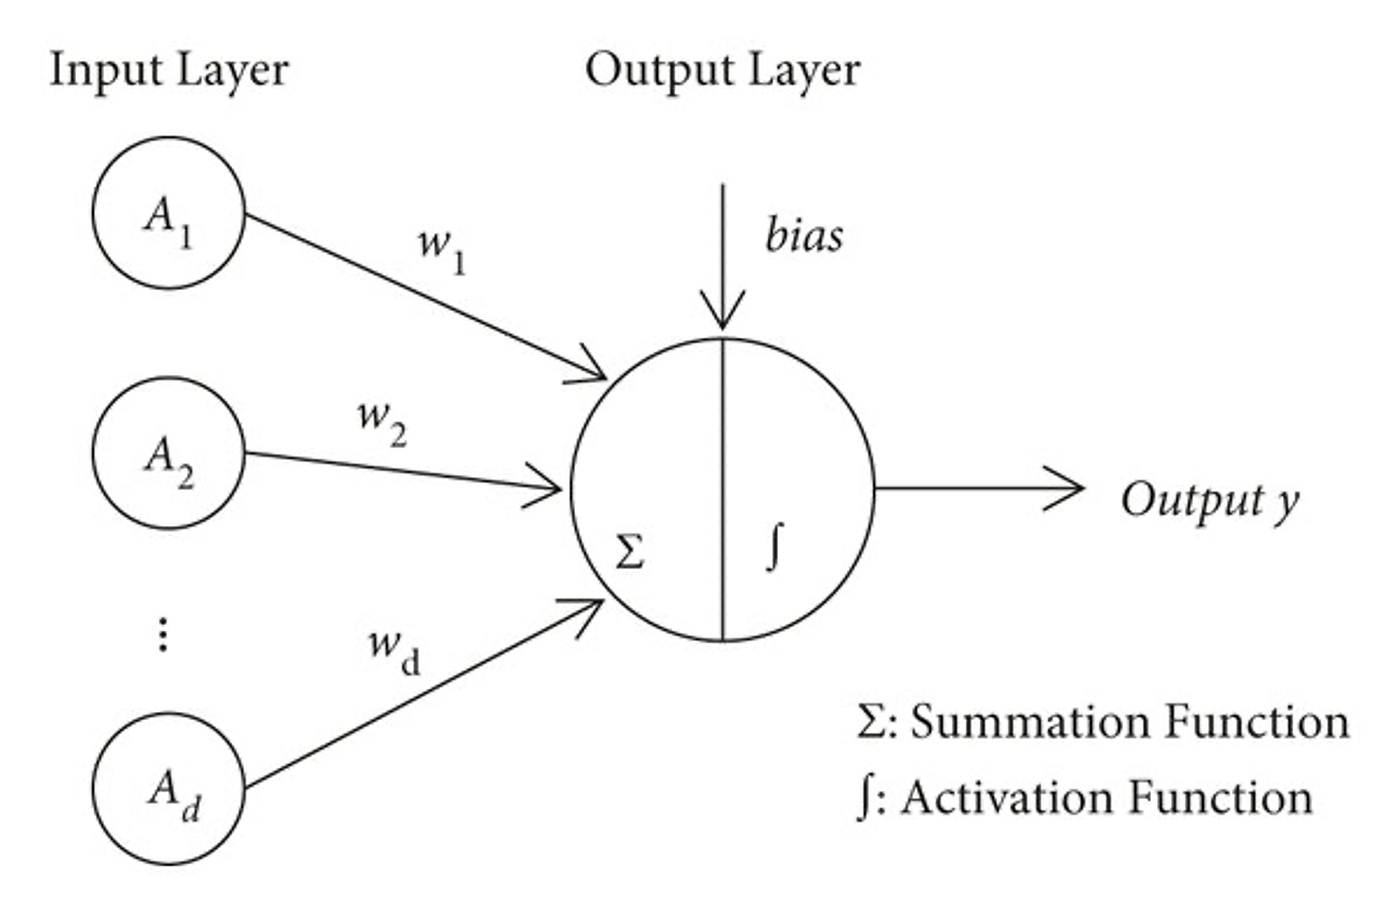 Input Layer
Output Layer
A1
w1
bias
A2
w2
Output y
Σ
∫
⋮
wd
Ad
Σ: Summation Function
∫: Activation Function